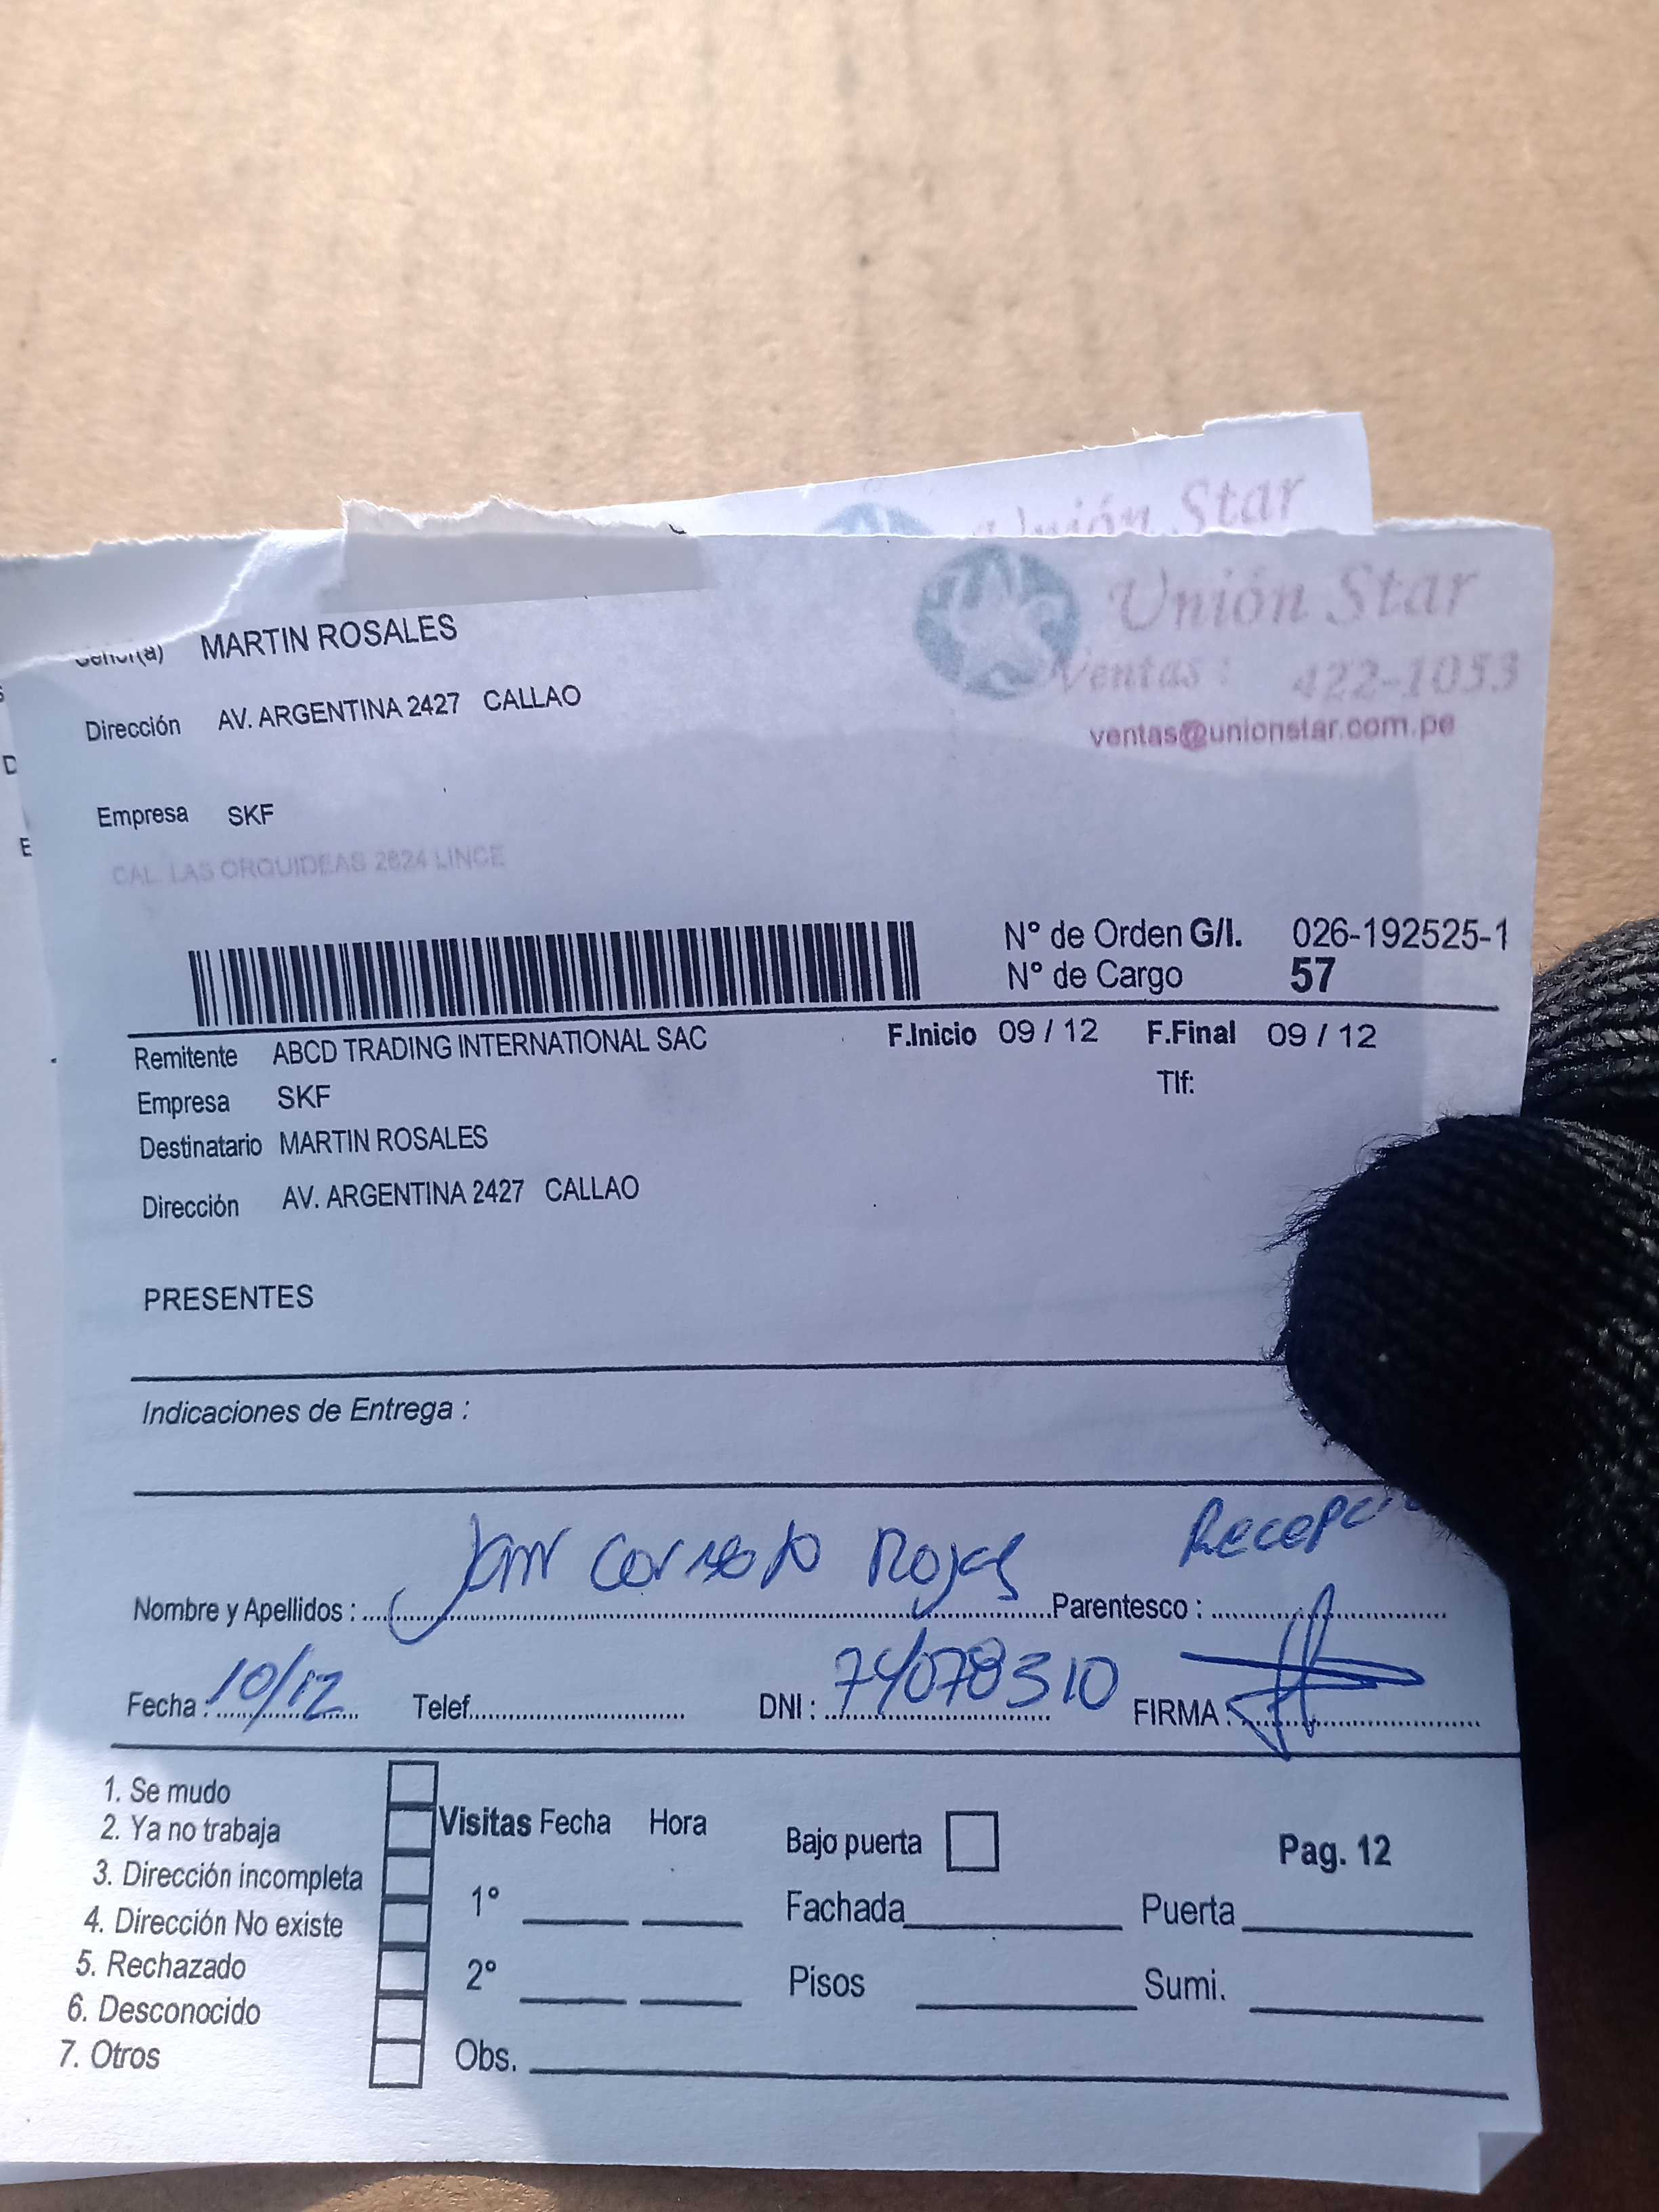 Unión Star
Unión Star
Señor(a) MARTIN ROSALES
Ventas : 422-1053
Dirección AV. ARGENTINA 2427 CALLAO
ventas@unionstar.com.pe
Empresa SKF
CAL. LAS ORQUIDEAS 2624 LINCE
N° de Orden G/I. 026-192525-1
N° de Cargo 57
Remitente ABCD TRADING INTERNATIONAL SAC F.Inicio 09 / 12 F.Final 09 / 12
Empresa SKF Tlf:
Destinatario MARTIN ROSALES
Dirección AV. ARGENTINA 2427 CALLAO
PRESENTES
Indicaciones de Entrega :
Nombre y Apellidos : Rojas Parentesco : Recepci
Fecha : 10/12 Telef. DNI : 74078310 FIRMA :
1. Se mudo
2. Ya no trabaja Visitas Fecha Hora Bajo puerta Pag. 12
3. Dirección incompleta
4. Dirección No existe 1° Fachada Puerta
5. Rechazado 2° Pisos Sumi.
6. Desconocido
7. Otros Obs.